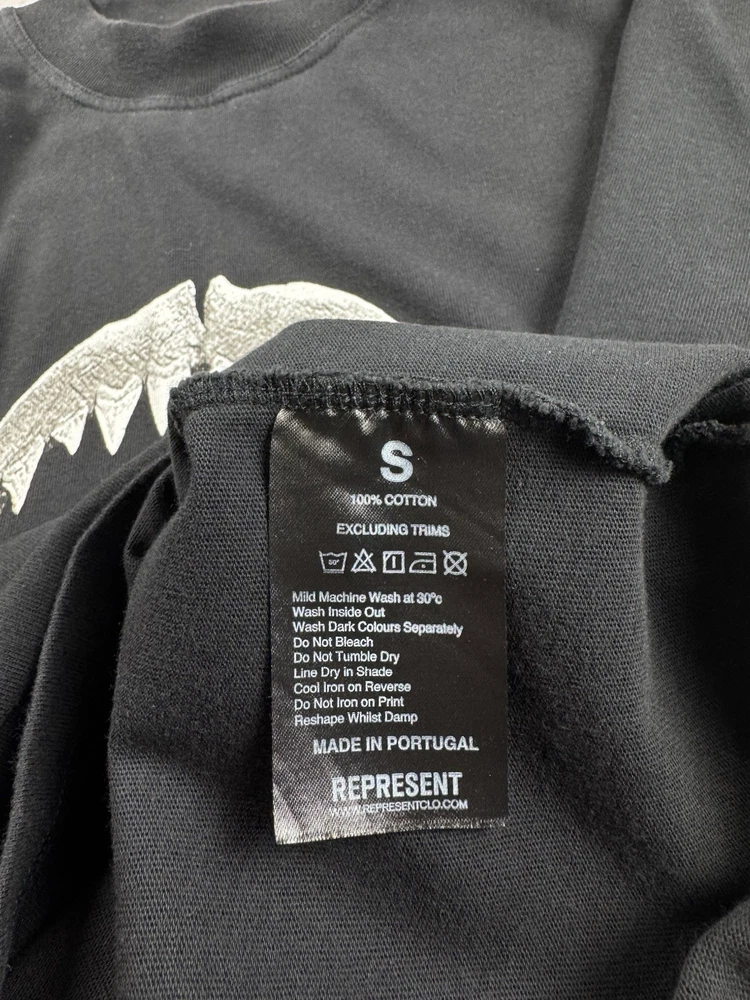 S
100% COTTON
EXCLUDING TRIMS
30°
Mild Machine Wash at 30°c
Wash Inside Out
Wash Dark Colours Separately
Do Not Bleach
Do Not Tumble Dry
Line Dry in Shade
Cool Iron on Reverse
Do Not Iron on Print
Reshape Whilst Damp
MADE IN PORTUGAL
REPRESENT
WWW.REPRESENTCLO.COM